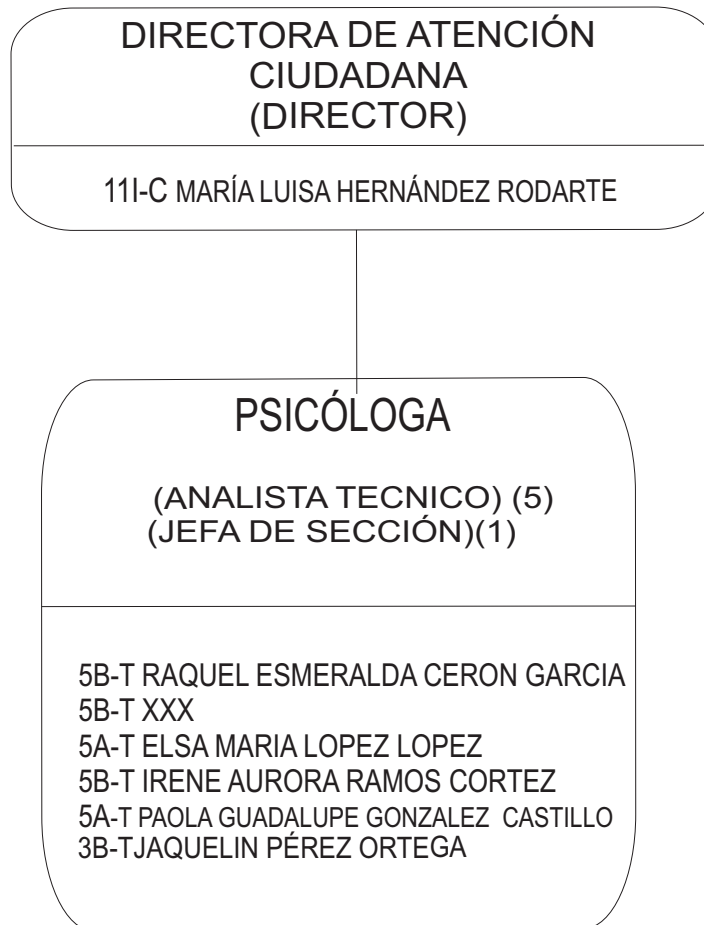 DIRECTORA DE ATENCIÓN
CIUDADANA
(DIRECTOR)
11I-C MARÍA LUISA HERNÁNDEZ RODARTE
PSICÓLOGA
(ANALISTA TECNICO) (5)
(JEFA DE SECCIÓN)(1)
5B-T RAQUEL ESMERALDA CERON GARCIA
5B-T XXX
5A-T ELSA MARIA LOPEZ LOPEZ
5B-T IRENE AURORA RAMOS CORTEZ
5A-T PAOLA GUADALUPE GONZALEZ CASTILLO
3B-TJAQUELIN PÉREZ ORTEGA